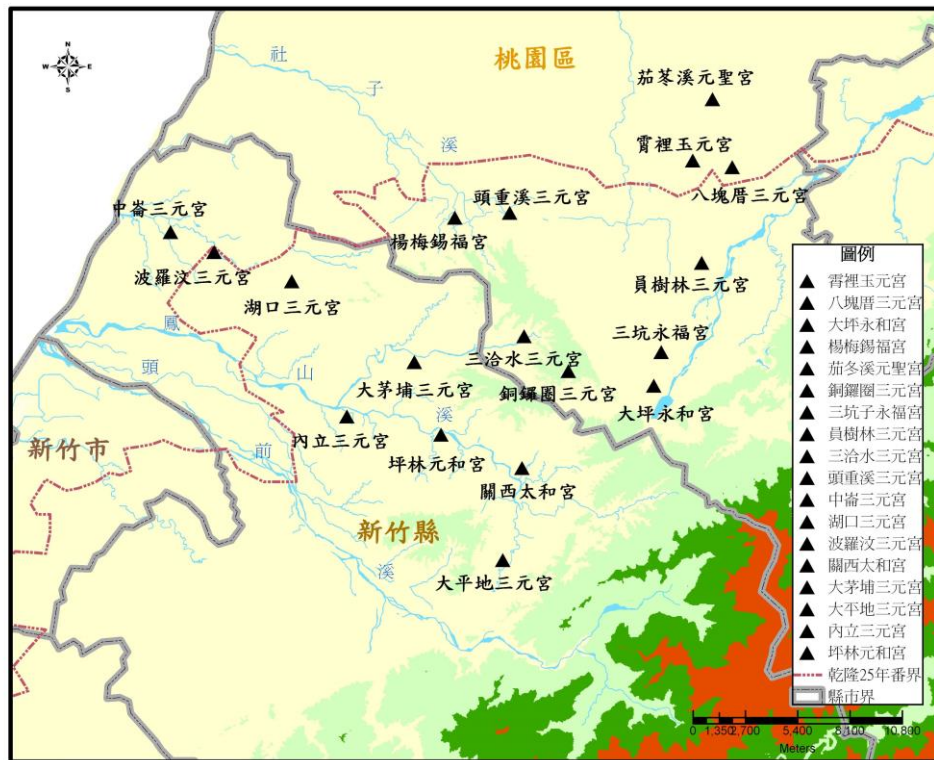 N
W E
S
社
子
溪
桃園區
茄苳溪元聖宮
霄裡玉元宮
八塊厝三元宮
頭重溪三元宮
楊梅錫福宮
中崙三元宮
波羅汶三元宮
湖口三元宮
員樹林三元宮
三坑永福宮
三洽水三元宮
銅鑼圈三元宮
大坪永和宮
大茅埔三元宮
內立三元宮
坪林元和宮
關西太和宮
大平地三元宮
鳳
山
溪
頭
前
溪
新竹市
新竹縣
圖例
霄裡玉元宮
八塊厝三元宮
大坪永和宮
楊梅錫福宮
茄冬溪元聖宮
銅鑼圈三元宮
三坑子永福宮
員樹林三元宮
三洽水三元宮
頭重溪三元宮
中崙三元宮
湖口三元宮
波羅汶三元宮
關西太和宮
大茅埔三元宮
大平地三元宮
內立三元宮
坪林元和宮
乾隆25年番界
縣市界
0 1,350 2,700 5,400 8,100 10,800
Meters